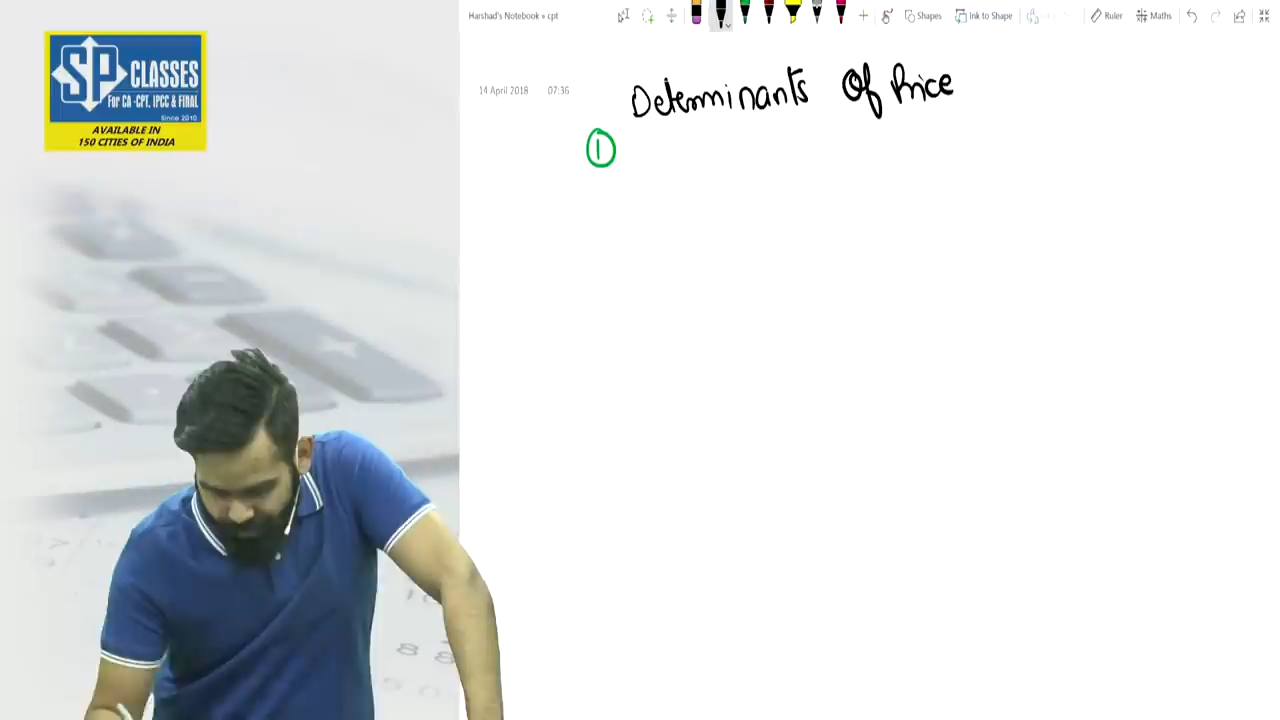 SP CLASSES
For CA -CPT, IPCC & FINAL
Since 2010
AVAILABLE IN
150 CITIES OF INDIA
Harshad's Notebook » cpt
Shapes
Ink to Shape
Ruler
Maths
14 April 2018 07:36
Determinants Of Price
1